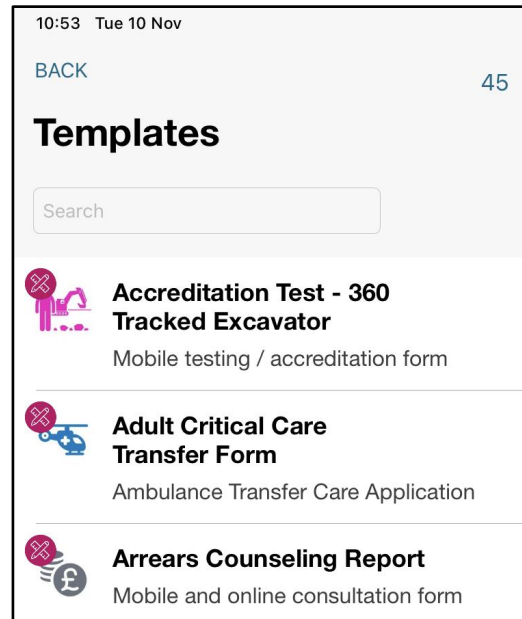 10:53 Tue 10 Nov
BACK
45
Templates
Search
Accreditation Test - 360
Tracked Excavator
Mobile testing / accreditation form
Adult Critical Care
Transfer Form
Ambulance Transfer Care Application
£
Arrears Counseling Report
Mobile and online consultation form